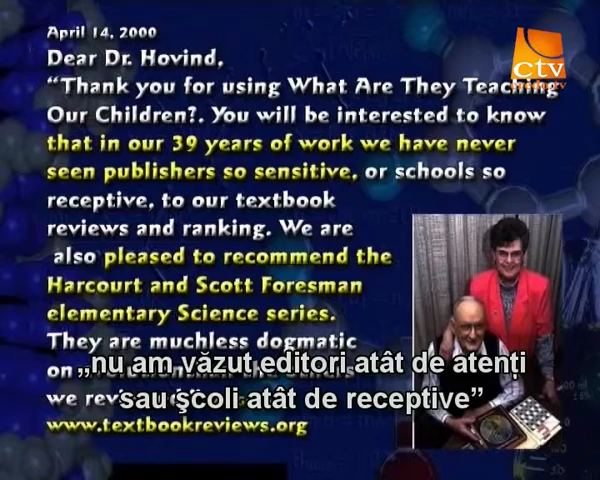 April 14, 2000
ctv
Dear Dr. Hovind,
"Thank you for using What Are They Teaching
Our Children?. You will be interested to know
that in our 39 years of work we have never
seen publishers so sensitive, or schools so
receptive, to our textbook
reviews and ranking. We are
also pleased to recommend the
Harcourt and Scott Foresman
elementary Science series.
They are muchless dogmatic
on
„nu am văzut editori atât de atenți
we
sau școli atât de receptive”
www.textbookreviews.org